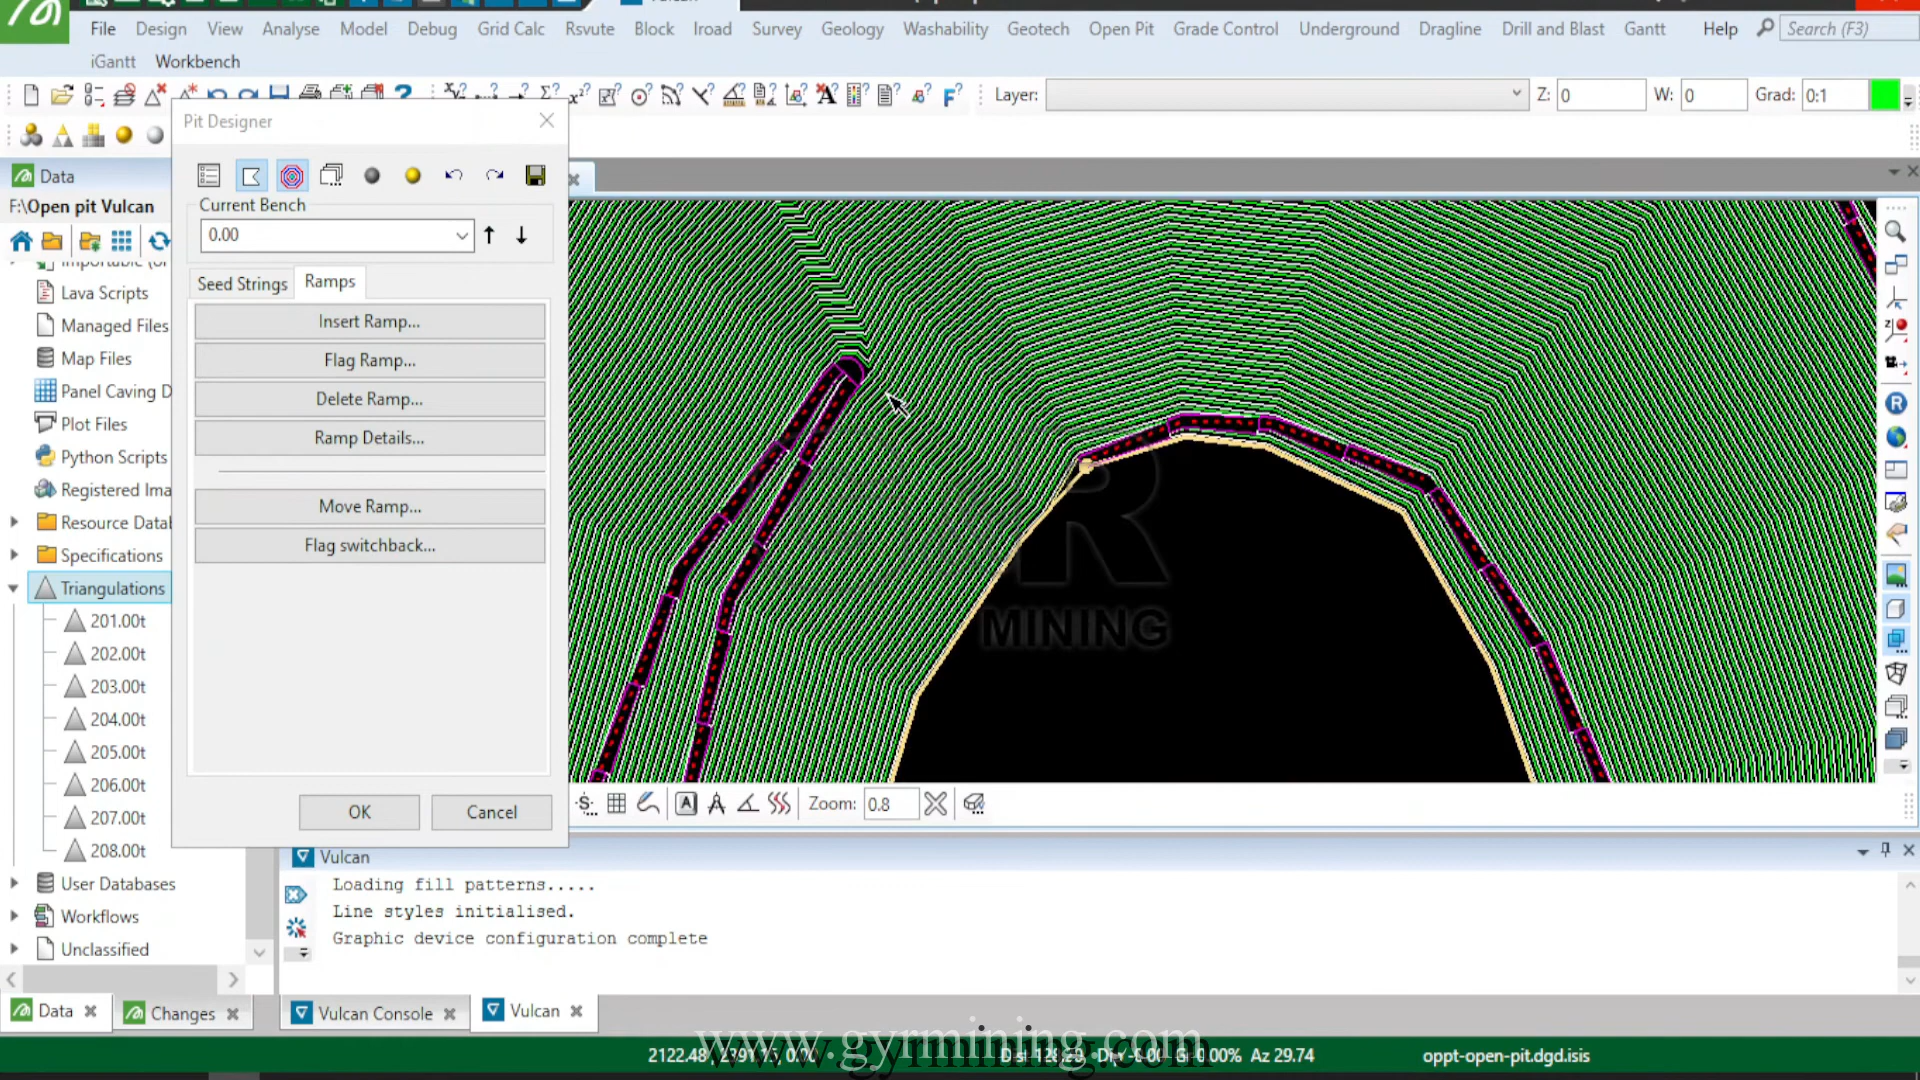 File Design View Analyse Model Debug Grid Calc Rsvute Block Iroad Survey Geology Washability Geotech Open Pit Grade Control Underground Dragline Drill and Blast Gantt Help Search (F3)
iGantt Workbench
Layer: Z: 0 W: 0 Grad: 0:1
Pit Designer
Data
F:\Open pit Vulcan
Current Bench
0.00
Seed Strings Ramps
Insert Ramp...
Flag Ramp...
Delete Ramp...
Ramp Details...
Move Ramp...
Flag switchback...
OK Cancel
Lava Scripts
Managed Files
Map Files
Panel Caving D
Plot Files
Python Scripts
Registered Ima
Resource Datal
Specifications
Triangulations
201.00t
202.00t
203.00t
204.00t
205.00t
206.00t
207.00t
208.00t
User Databases
Workflows
Unclassified
R
MINING
Zoom: 0.8
Vulcan
Loading fill patterns.....
Line styles initialised.
Graphic device configuration complete
Data Changes Vulcan Console Vulcan
www.gyrmining.com
Az 29.74 oppt-open-pit.dgd.isis